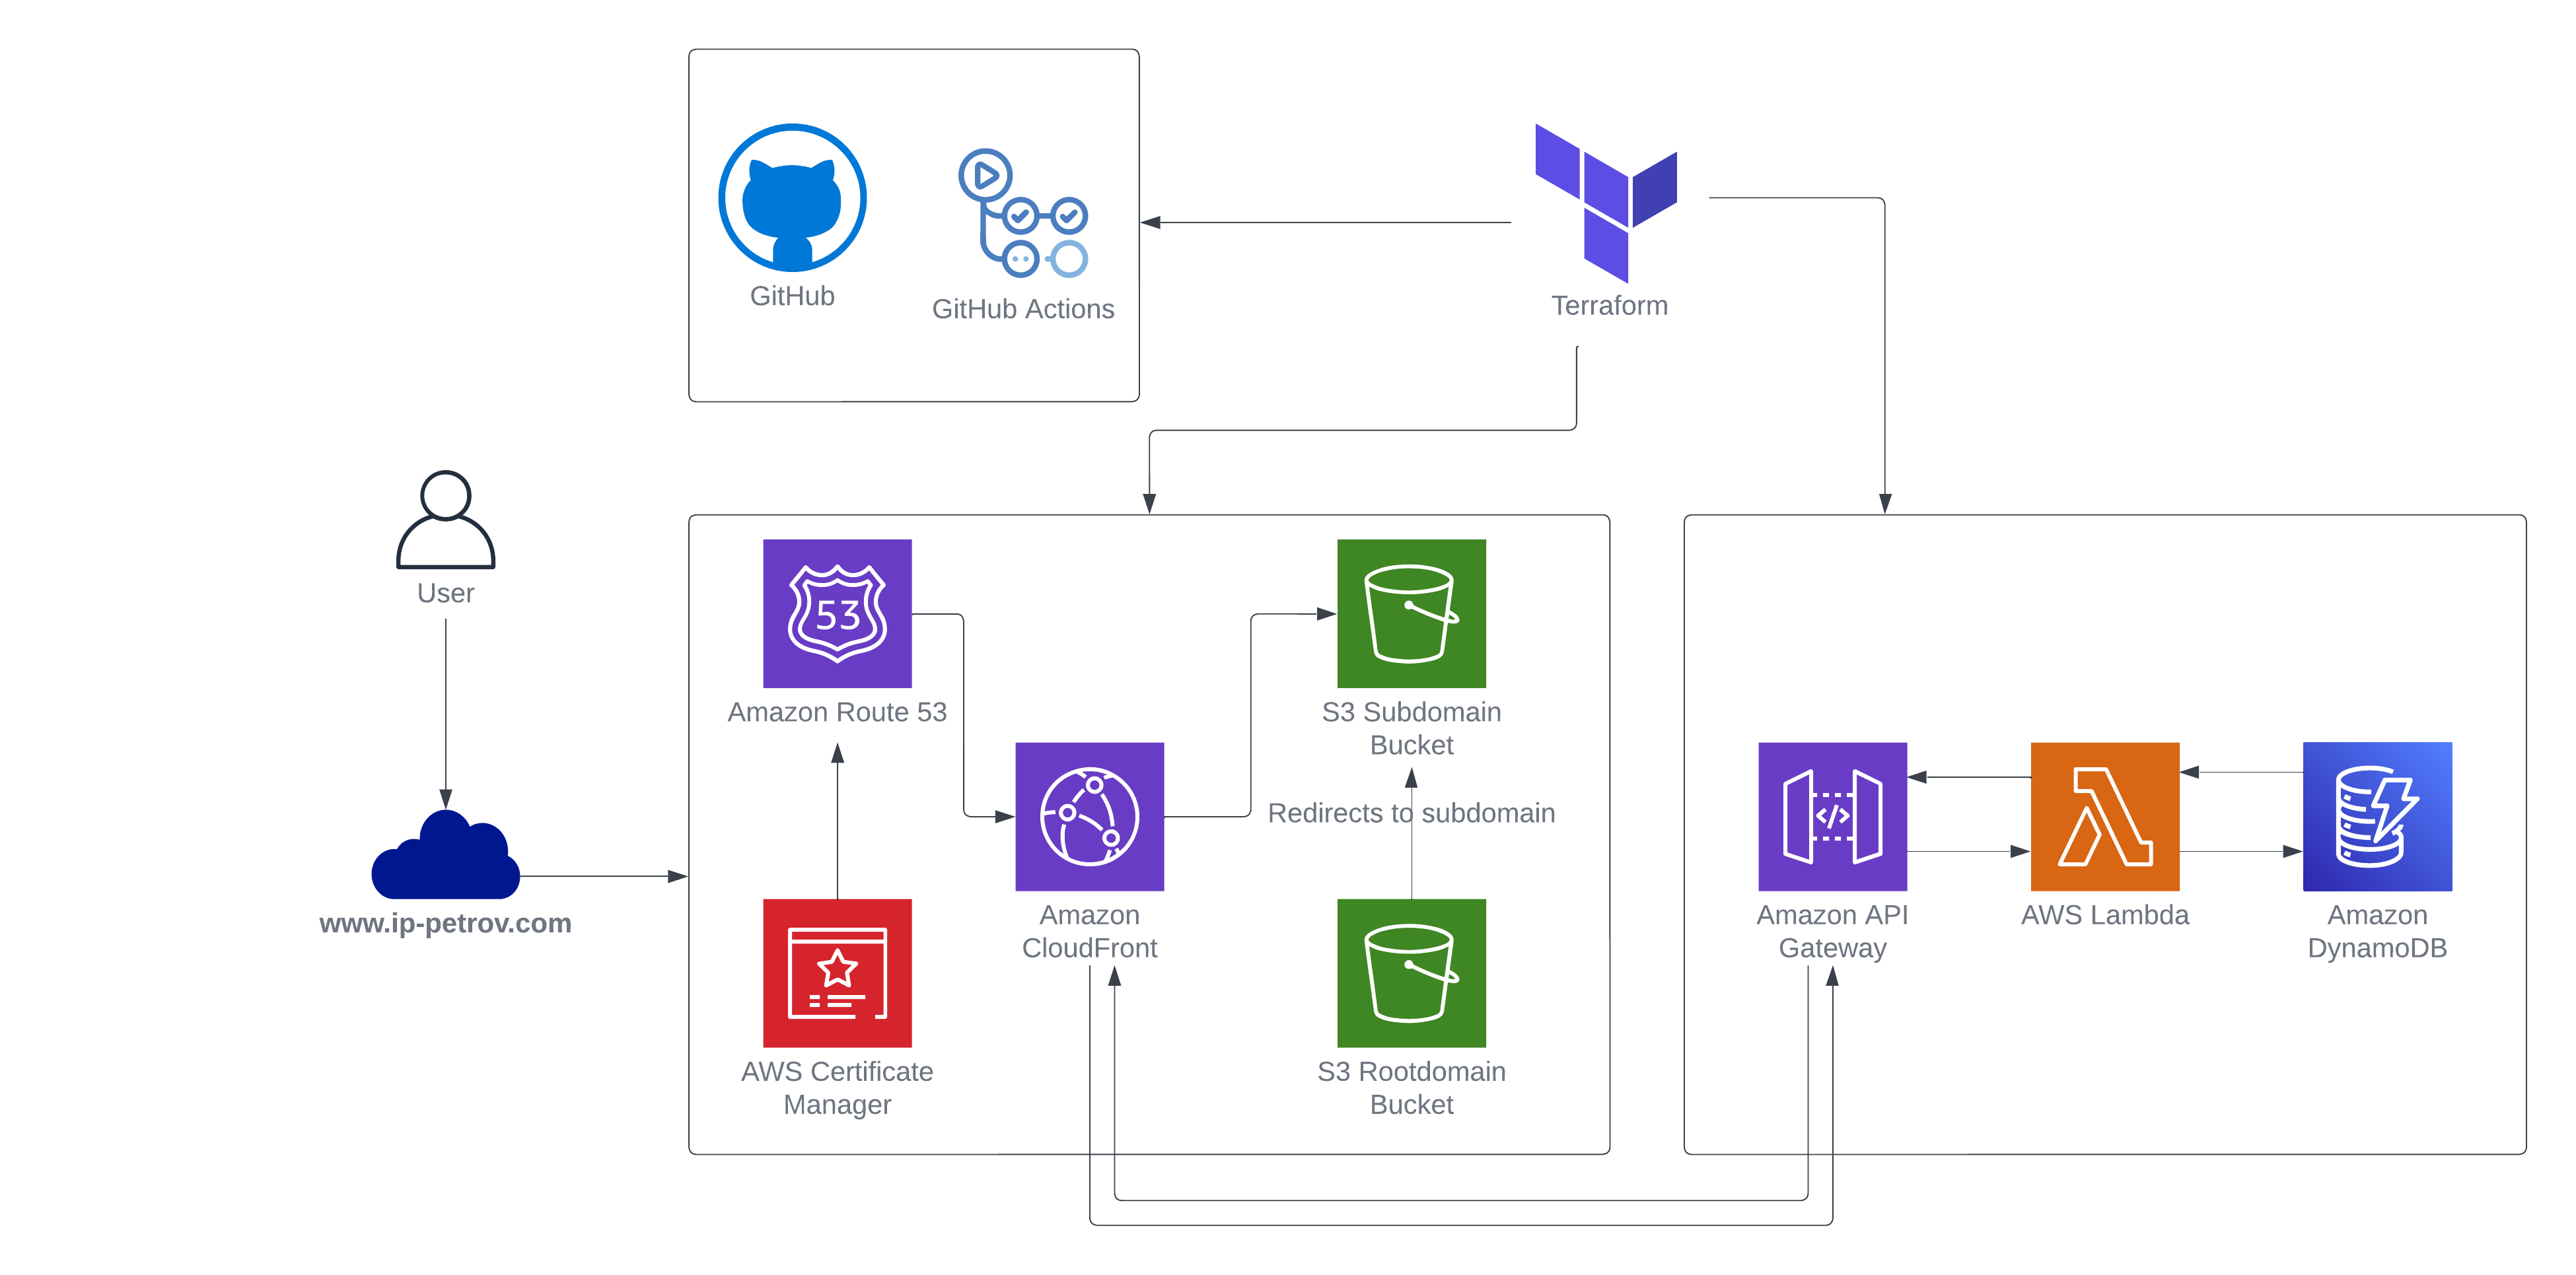 GitHub
GitHub Actions
Terraform
User
www.ip-petrov.com
53
Amazon Route 53
S3 Subdomain
Bucket
Redirects to subdomain
Amazon
CloudFront
AWS Certificate
Manager
S3 Rootdomain
Bucket
</>
Amazon API
Gateway
AWS Lambda
Amazon
DynamoDB